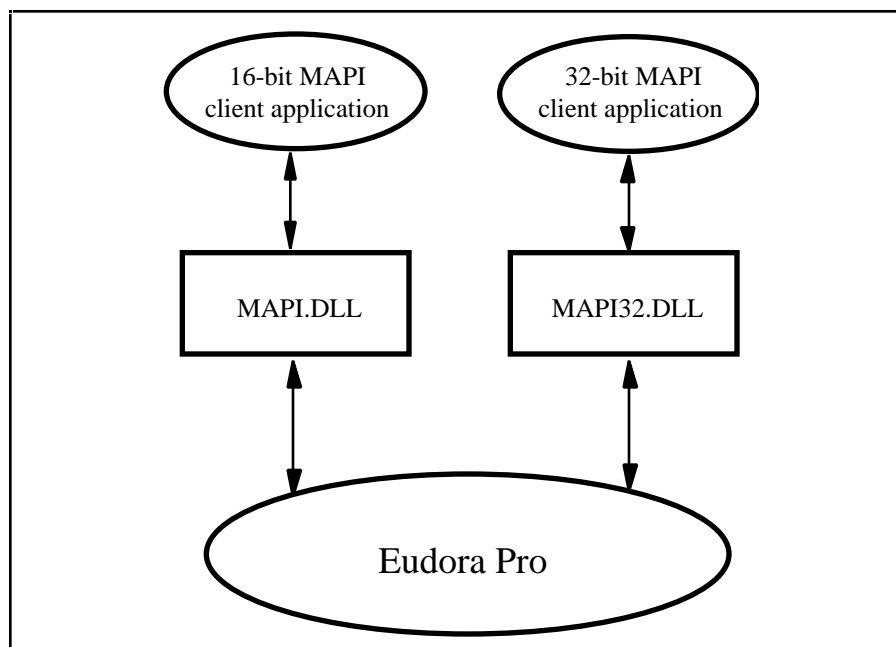 16-bit MAPI
client application
32-bit MAPI
client application
MAPI.DLL
MAPI32.DLL
Eudora Pro